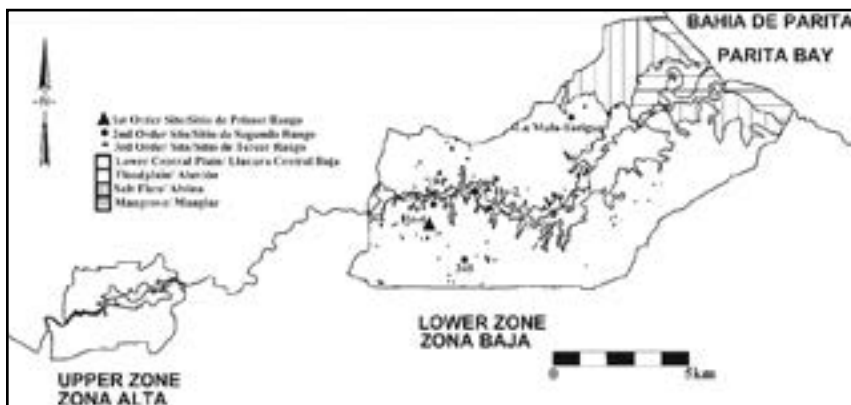 BAHIA DE PARITA
PARITA BAY
1st Order Site/Sitio de Primer Rango
2nd Order Site/Sitio de Segundo Rango
3rd Order Site/Sitio de Tercer Rango
Lower Central Plain/ Llanura Central Baja
Floodplain/ Aluvión
Salt Flats/ Albina
Mangrove/ Manglar
La Mula-Sarigua
LOWER ZONE
ZONA BAJA
0 5 km
UPPER ZONE
ZONA ALTA